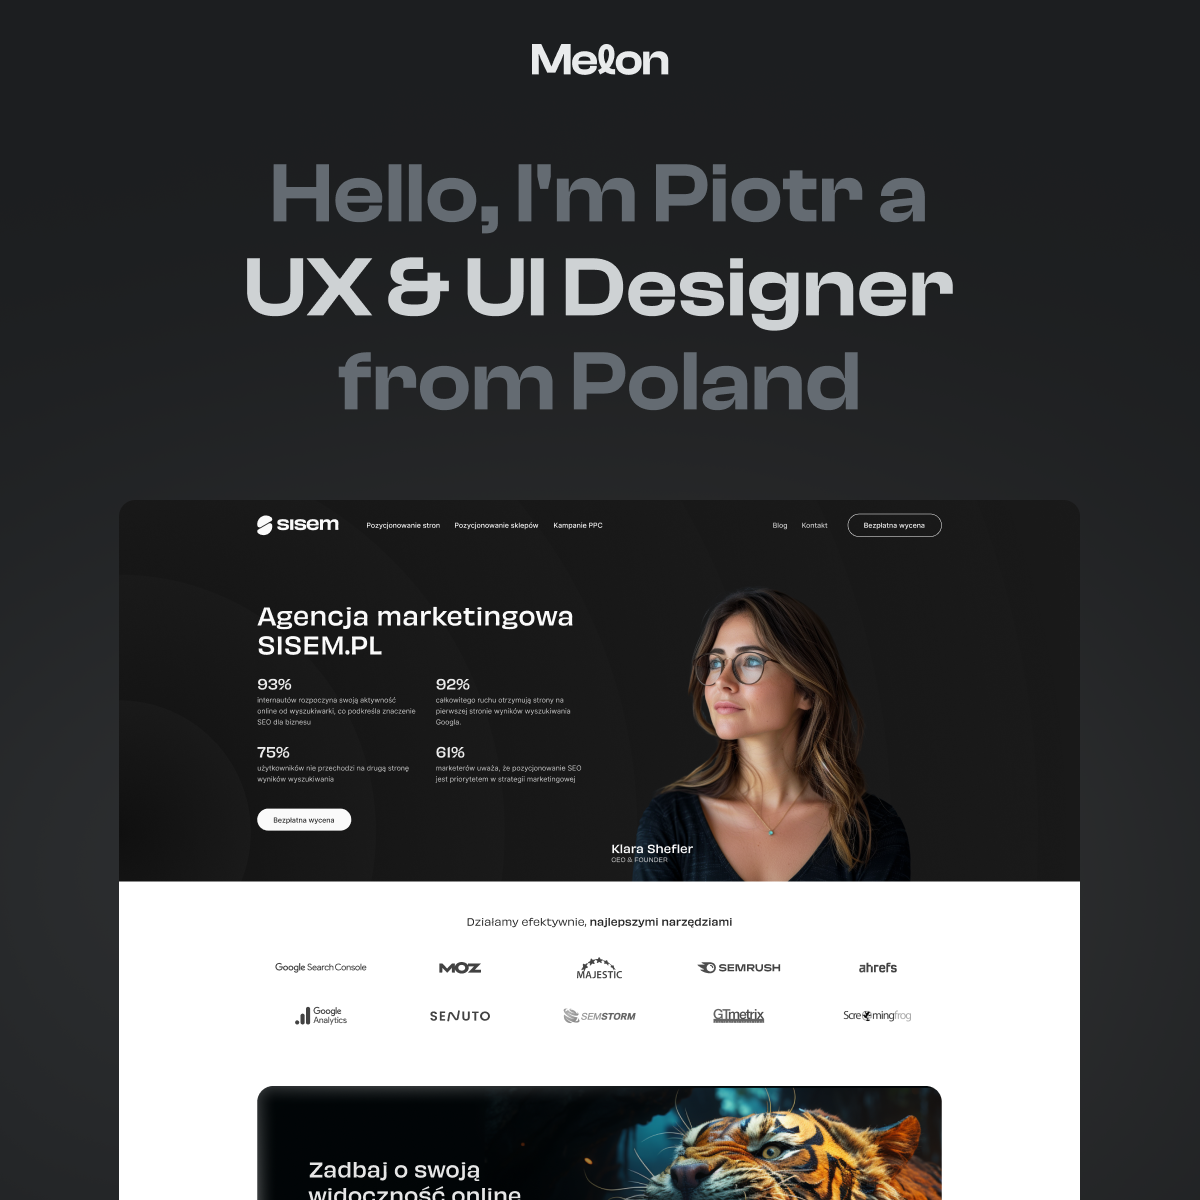 Melon
Hello, I'm Piotr a
UX & UI Designer
from Poland
sisem
Pozycjonowanie stron
Pozycjonowanie sklepów
Kampanie PPC
Blog
Kontakt
Bezpłatna wycena
Agencja marketingowa
SISEM.PL
93%
internautów rozpoczyna swoją aktywność
online od wyszukiwarki, co podkreśla znaczenie
SEO dla biznesu
92%
całkowitego ruchu otrzymują strony na
pierwszej stronie wyników wyszukiwania
Googla.
75%
użytkowników nie przechodzi na drugą stronę
wyników wyszukiwania
61%
marketerów uważa, że pozycjonowanie SEO
jest priorytetem w strategii marketingowej
Bezpłatna wycena
Klara Shefler
CEO & FOUNDER
Działamy efektywnie, najlepszymi narzędziami
Google Search Console
MOZ
MAJESTIC
SEMRUSH
ahrefs
Google
Analytics
SENUTO
SEMSTORM
GTmetrix
Screamingfrog
Zadbaj o swoją
widoczność online